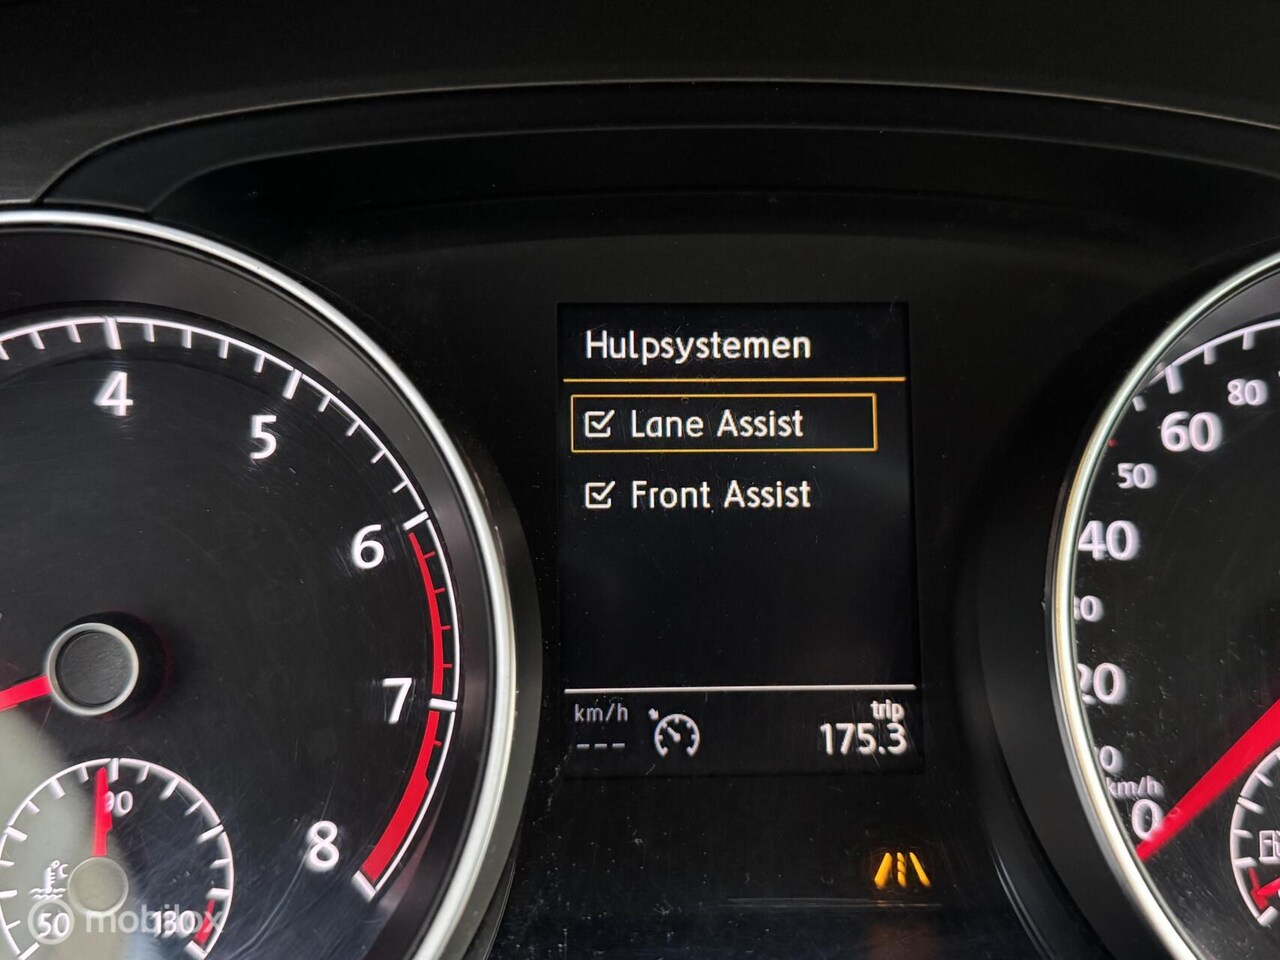 4
5
6
7
8
90
°C
50
130
Hulpsystemen
Lane Assist
Front Assist
km/h
---
trip
175.3
80
60
50
40
20
km/h
0
mobilox